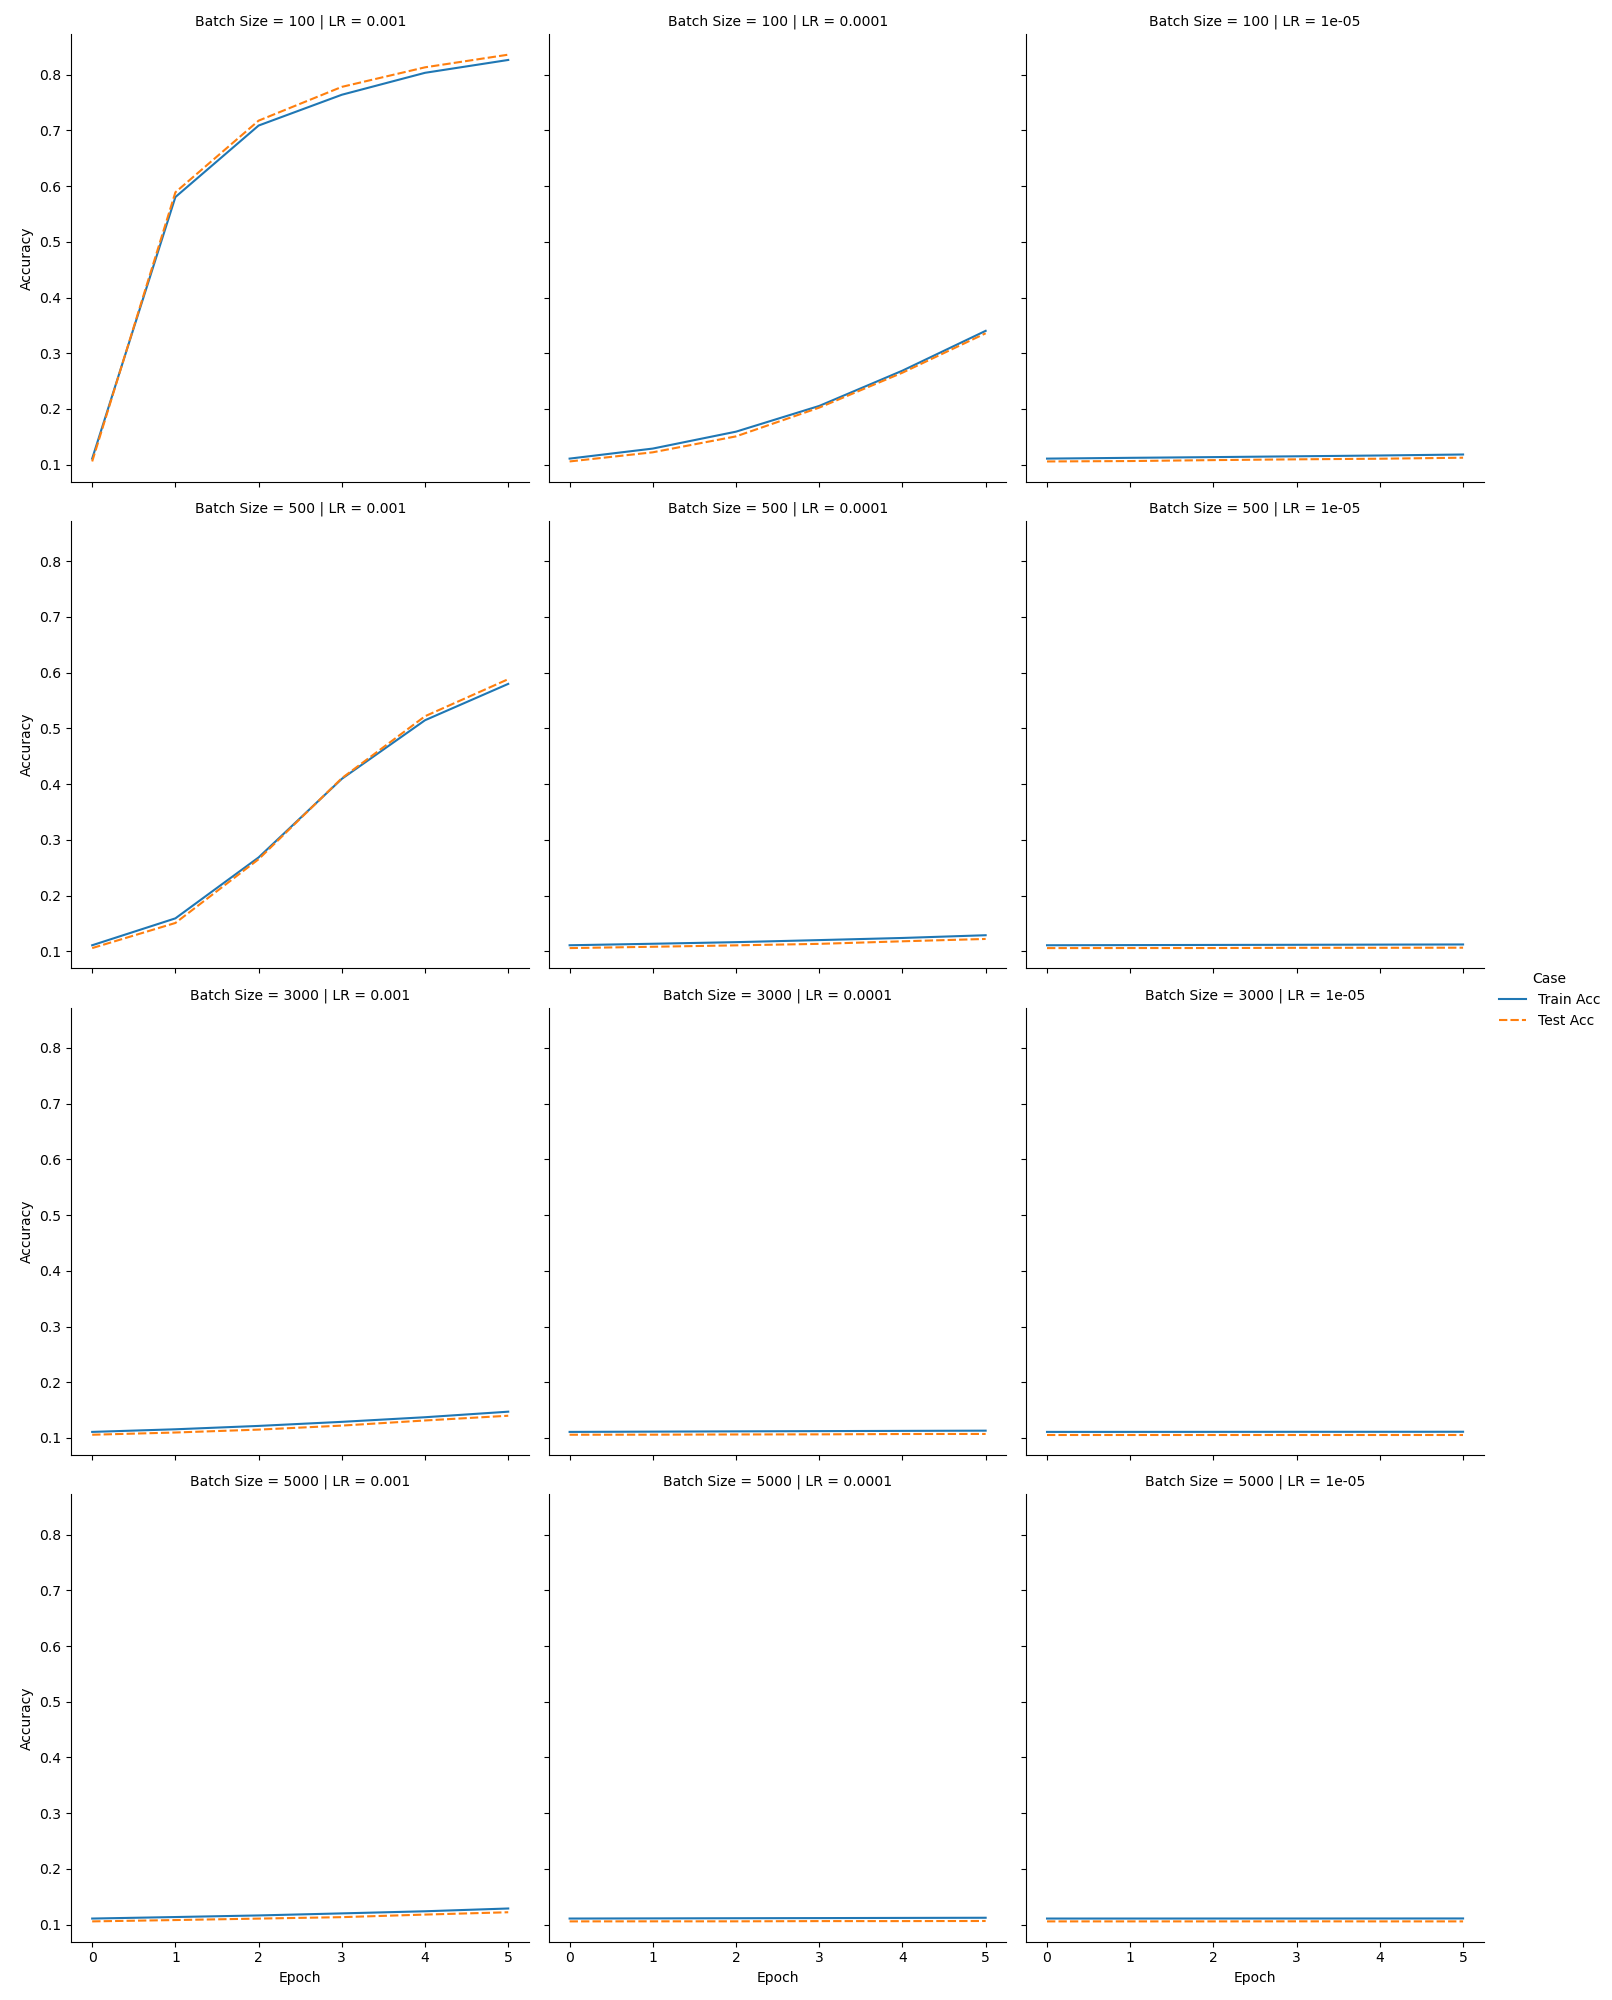 Batch Size = 100 | LR = 0.001
Batch Size = 100 | LR = 0.0001
Batch Size = 100 | LR = 1e-05
Accuracy
0.8
0.7
0.6
0.5
0.4
0.3
0.2
0.1
Batch Size = 500 | LR = 0.001
Batch Size = 500 | LR = 0.0001
Batch Size = 500 | LR = 1e-05
Accuracy
0.8
0.7
0.6
0.5
0.4
0.3
0.2
0.1
Case
Train Acc
Test Acc
Batch Size = 3000 | LR = 0.001
Batch Size = 3000 | LR = 0.0001
Batch Size = 3000 | LR = 1e-05
Accuracy
0.8
0.7
0.6
0.5
0.4
0.3
0.2
0.1
Batch Size = 5000 | LR = 0.001
Batch Size = 5000 | LR = 0.0001
Batch Size = 5000 | LR = 1e-05
Accuracy
0.8
0.7
0.6
0.5
0.4
0.3
0.2
0.1
0 1 2 3 4 5
0 1 2 3 4 5
0 1 2 3 4 5
Epoch
Epoch
Epoch